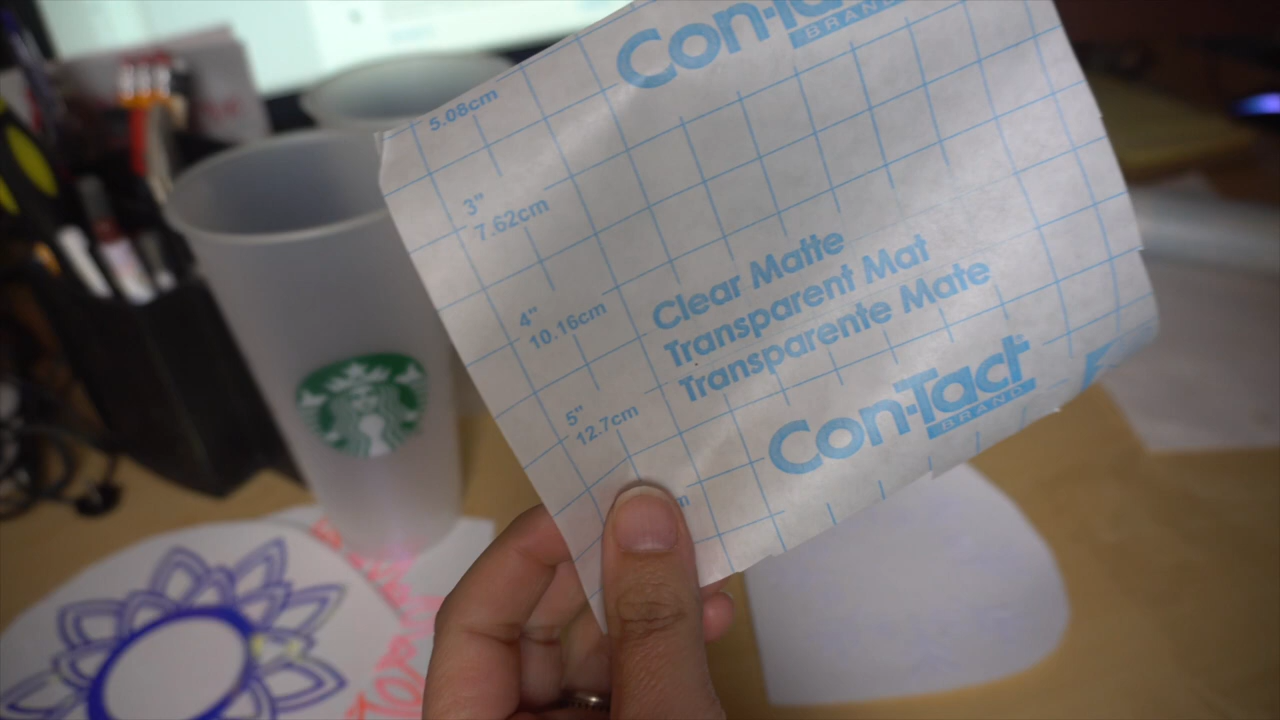 Con-Tact
BRAND
5.08cm
3"
7.62cm
4"
10.16cm
5"
12.7cm
Clear Matte
Transparent Mat
Transparente Mate
Con-Tact
BRAND
m